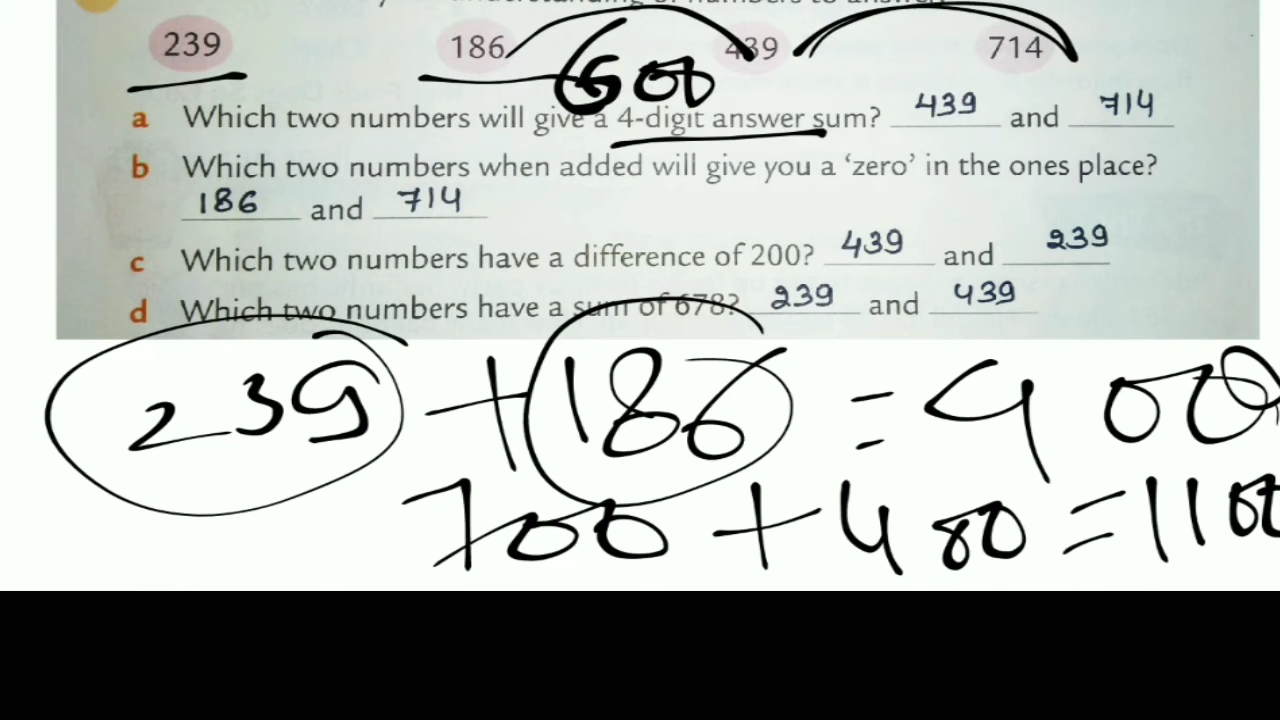 239 186 439 714
600
a Which two numbers will give a 4-digit answer sum? 439 and 714
b Which two numbers when added will give you a ‘zero’ in the ones place?
186 and 714
c Which two numbers have a difference of 200? 439 and 239
d Which two numbers have a sum of 678? 239 and 439
239 + 186 = 400
700 + 400 = 1100